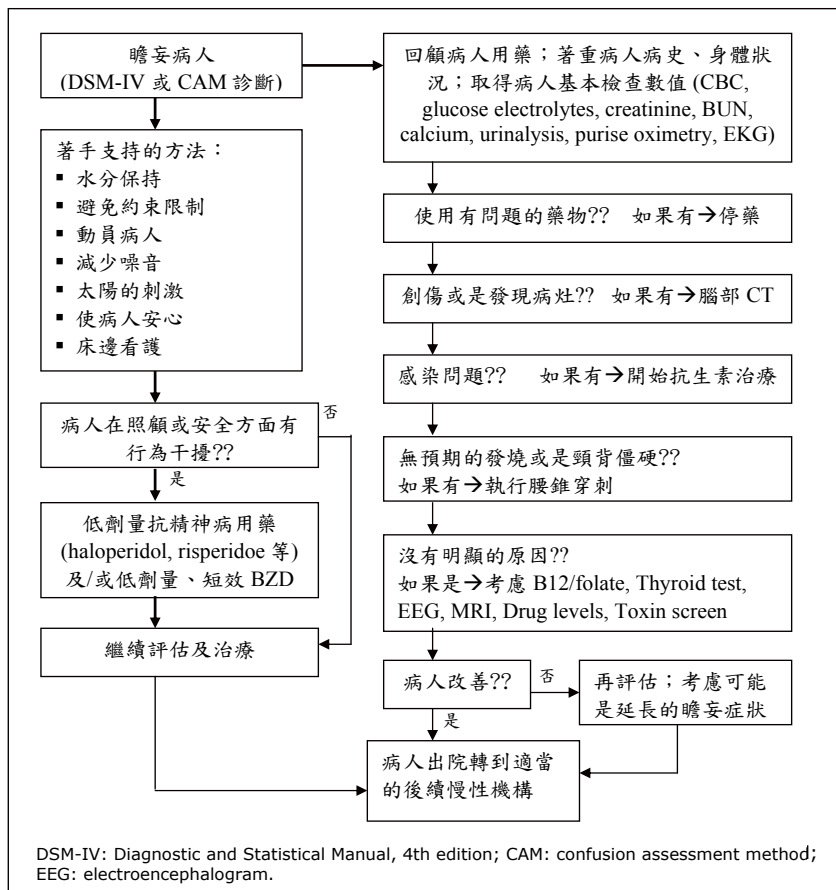 瞻妄病人
(DSM-IV 或 CAM 診斷)
著手支持的方法：
▪ 水分保持
▪ 避免約束限制
▪ 動員病人
▪ 減少噪音
▪ 太陽的刺激
▪ 使病人安心
▪ 床邊看護
病人在照顧或安全方面有
行為干擾??
否
是
低劑量抗精神病用藥
(haloperidol, risperidoe 等)
及/或低劑量、短效 BZD
繼續評估及治療
回顧病人用藥；著重病人病史、身體狀
況；取得病人基本檢查數值 (CBC,
glucose electrolytes, creatinine, BUN,
calcium, urinalysis, purise oximetry, EKG)
使用有問題的藥物?? 如果有→停藥
創傷或是發現病灶?? 如果有→腦部 CT
感染問題?? 如果有→開始抗生素治療
無預期的發燒或是頸背僵硬??
如果有→執行腰錐穿刺
沒有明顯的原因??
如果是→考慮 B12/folate, Thyroid test,
EEG, MRI, Drug levels, Toxin screen
病人改善??
否
是
再評估；考慮可能
是延長的瞻妄症狀
病人出院轉到適當
的後續慢性機構
DSM-IV: Diagnostic and Statistical Manual, 4th edition; CAM: confusion assessment method;
EEG: electroencephalogram.